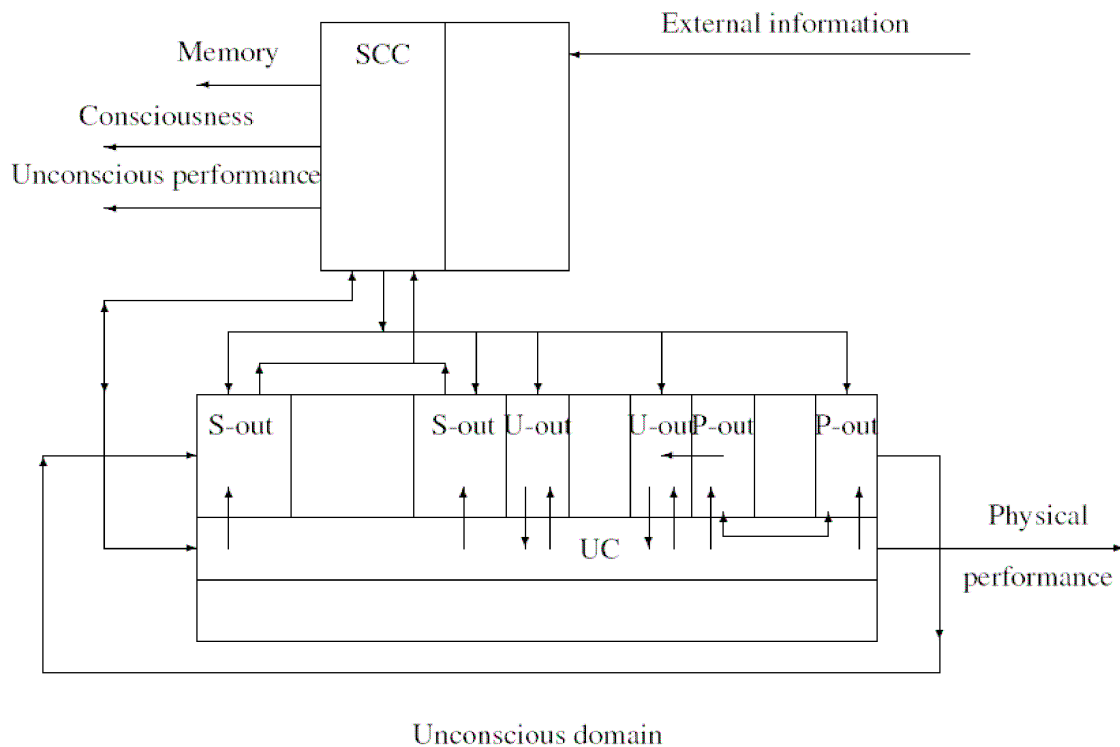 External information
SCC
Memory
Consciousness
Unconscious performance
S-out
S-out
U-out
U-out
P-out
P-out
UC
Physical
performance
Unconscious domain